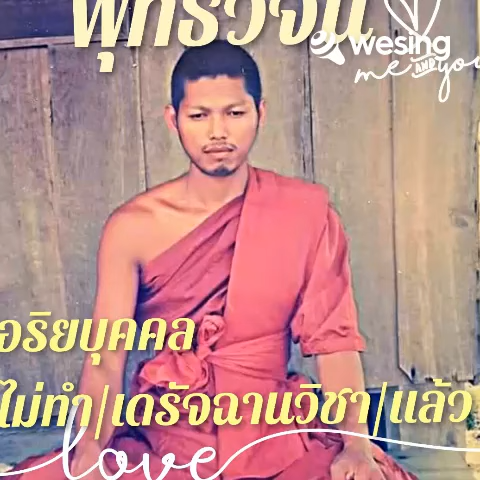 พุทธวจน
wesing
me AND you
อริยบุคคล
ไม่ทำ|เดรัจฉานวิชา|แล้ว
love